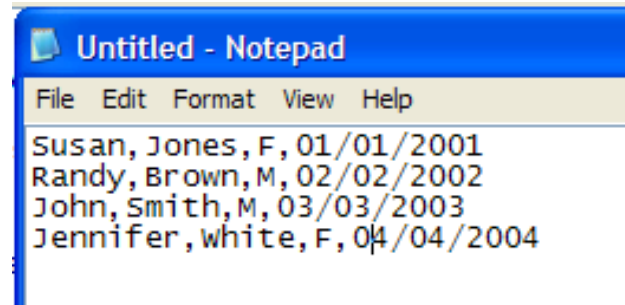 Untitled - Notepad
File Edit Format View Help
Susan,Jones,F,01/01/2001
Randy,Brown,M,02/02/2002
John,Smith,M,03/03/2003
Jennifer,White,F,04/04/2004